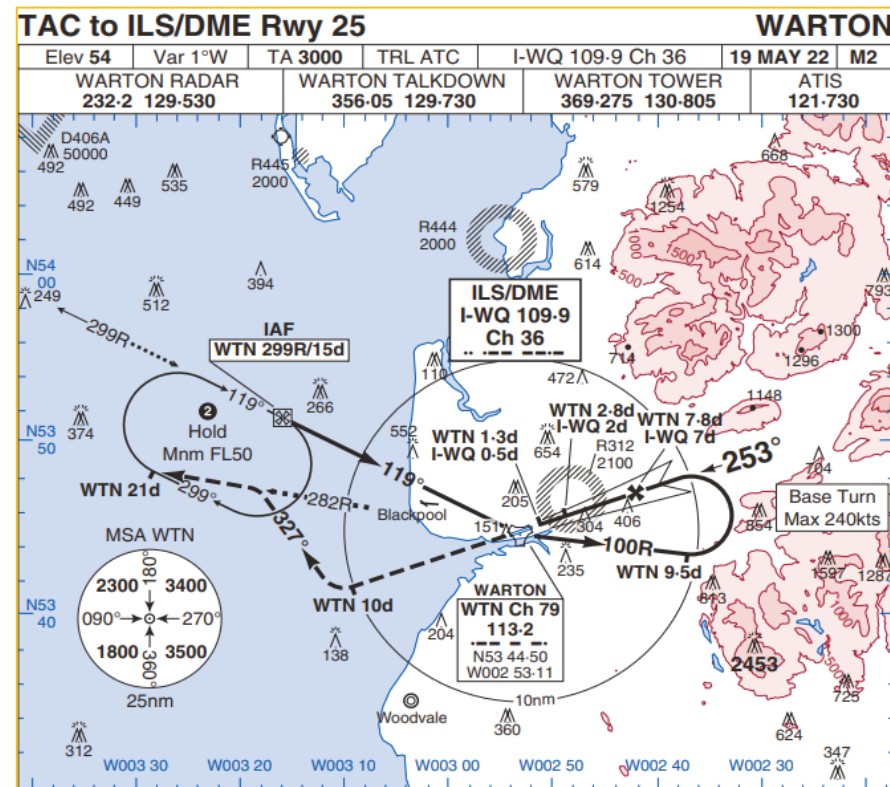 TAC to ILS/DME Rwy 25 WARTON
Elev 54 Var 1°W TA 3000 TRL ATC I-WQ 109·9 Ch 36 19 MAY 22 M2
WARTON RADAR WARTON TALKDOWN WARTON TOWER ATIS
232·2 129·530 356·05 129·730 369·275 130·805 121·730
D406A
50000
492
492
449
535
R445
2000
579
1254
668
R444
2000
614
1000
1500
500
N54
00
249
512
394
793
299R
IAF
WTN 299R/15d
ILS/DME
I-WQ 109·9
Ch 36
714
1300
1296
119°
266
110
472
1148
374
2
Hold
Mnm FL50
552
WTN 1·3d
I-WQ 0·5d
WTN 2·8d
I-WQ 2d
654
R312
2100
WTN 7·8d
I-WQ 7d
253°
704
N53
50
WTN 21d
299°
282R
119°
Blackpool
205
151
304
406
854
Base Turn
Max 240kts
327°
100R
235
WTN 9·5d
1597
1287
813
MSA WTN
2300 180° 3400
090° 270°
1800 360° 3500
25nm
WTN 10d
138
204
WARTON
WTN Ch 79
113·2
N53 44·50
W002 53·11
N53
40
1000
1500
2453
725
10nm
Woodvale
360
624
312
347
W003 30 W003 20 W003 10 W003 00 W002 50 W002 40 W002 30